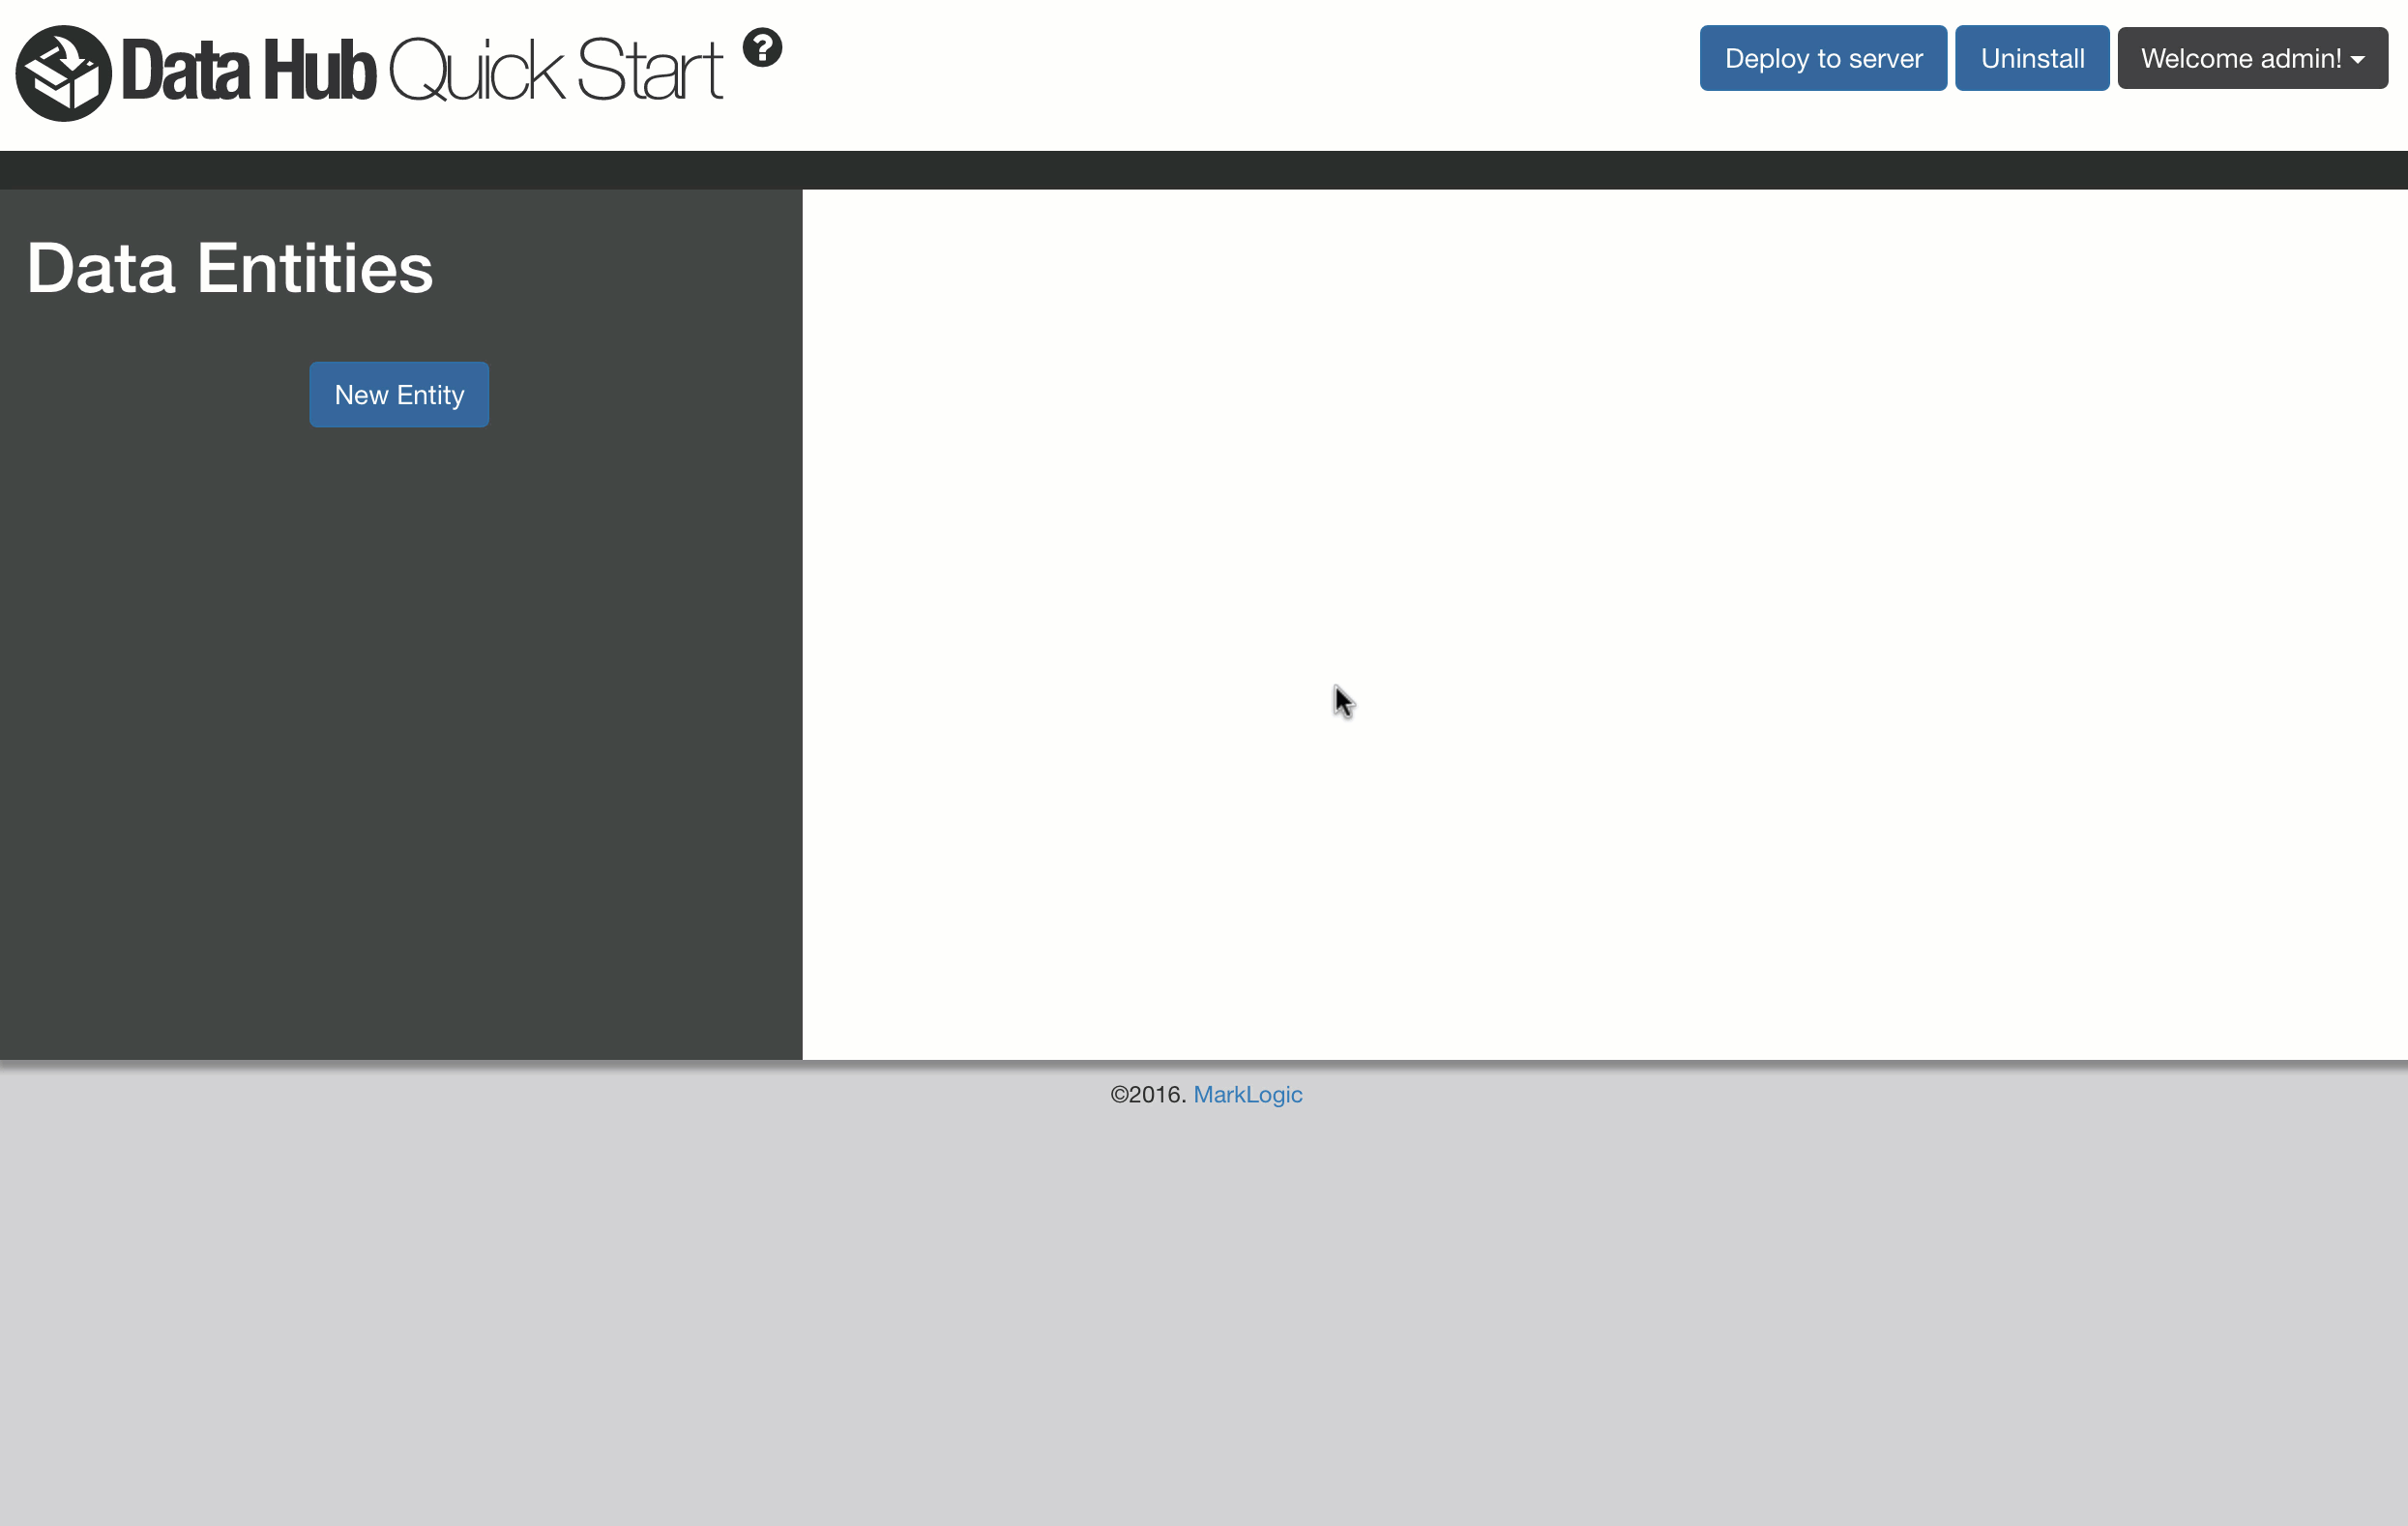 Data Hub Quick Start ?
Deploy to server
Uninstall
Welcome admin!
Data Entities
New Entity
©2016. MarkLogic